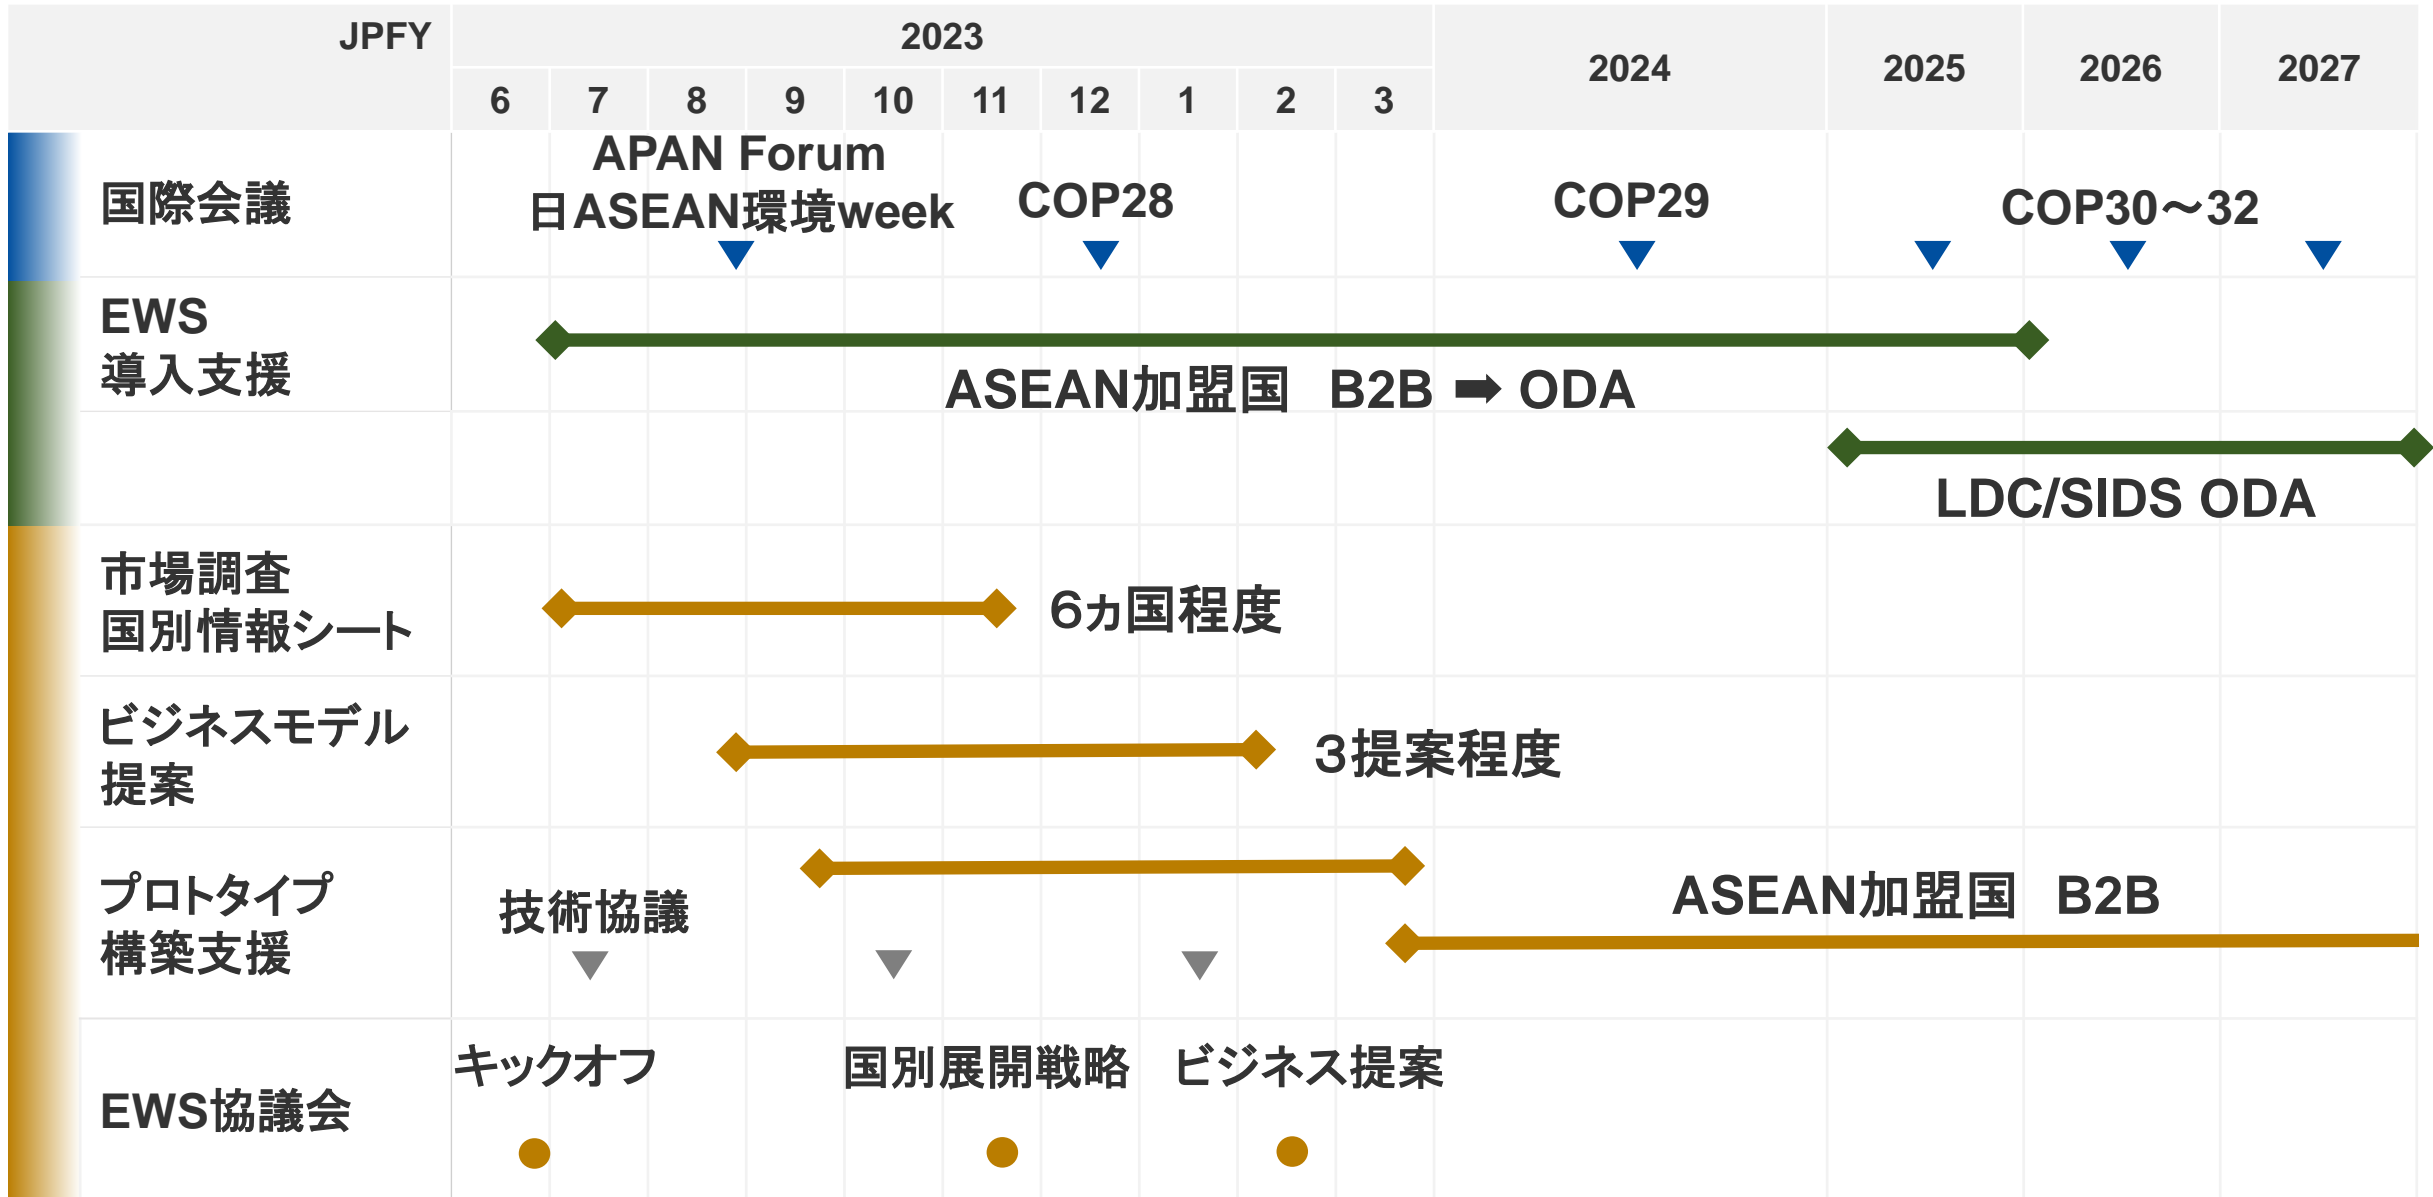 JPFY
2023
2024
2025
2026
2027
6 7 8 9 10 11 12 1 2 3
国際会議
APAN Forum
日ASEAN環境week
COP28
COP29
COP30～32
EWS
導入支援
ASEAN加盟国　B2B ➡ ODA
LDC/SIDS ODA
市場調査
国別情報シート
６ヵ国程度
ビジネスモデル
提案
３提案程度
プロトタイプ
構築支援
技術協議
ASEAN加盟国　B2B
EWS協議会
キックオフ
国別展開戦略
ビジネス提案